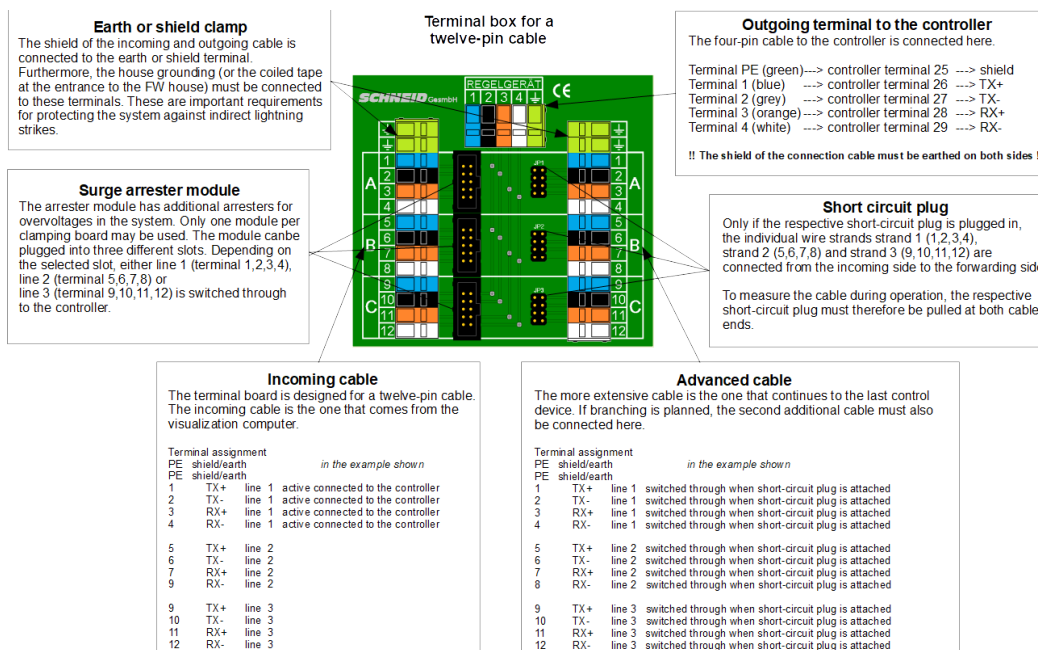 Earth or shield clamp
The shield of the incoming and outgoing cable is
connected to the earth or shield terminal.
Furthermore, the house grounding (or the coiled tape
at the entrance to the FW house) must be connected
to these terminals. These are important requirements
for protecting the system against indirect lightning
strikes.
Terminal box for a
twelve-pin cable
Outgoing terminal to the controller
The four-pin cable to the controller is connected here.
Terminal PE (green)---> controller terminal 25 ---> shield
Terminal 1 (blue) ---> controller terminal 26 ---> TX+
Terminal 2 (grey) ---> controller terminal 27 ---> TX-
Terminal 3 (orange)---> controller terminal 28 ---> RX+
Terminal 4 (white) ---> controller terminal 29 ---> RX-
!! The shield of the connection cable must be earthed on both sides !
SCHNEID GesmbH
REGELGERÄT
1 2 3 4
CE
A
1
2
3
4
B
5
6
7
8
C
9
10
11
12
JP1
JP2
JP3
1
2
3
4
A
5
6
7
8
B
9
10
11
12
C
Surge arrester module
The arrester module has additional arresters for
overvoltages in the system. Only one module per
clamping board may be used. The module canbe
plugged into three different slots. Depending on
the selected slot, either line 1 (terminal 1,2,3,4),
line 2 (terminal 5,6,7,8) or
line 3 (terminal 9,10,11,12) is switched through
to the controller.
Short circuit plug
Only if the respective short-circuit plug is plugged in,
the individual wire strands strand 1 (1,2,3,4),
strand 2 (5,6,7,8) and strand 3 (9,10,11,12) are
connected from the incoming side to the forwarding side
To measure the cable during operation, the respective
short-circuit plug must therefore be pulled at both cable
ends.
Incoming cable
The terminal board is designed for a twelve-pin cable.
The incoming cable is the one that comes from the
visualization computer.
Terminal assignment
PE shield/earth in the example shown
PE shield/earth
1 TX+ line 1 active connected to the controller
2 TX- line 1 active connected to the controller
3 RX+ line 1 active connected to the controller
4 RX- line 1 active connected to the controller
5 TX+ line 2
6 TX- line 2
7 RX+ line 2
9 RX- line 2
9 TX+ line 3
10 TX- line 3
11 RX+ line 3
12 RX- line 3
Advanced cable
The more extensive cable is the one that continues to the last control
device. If branching is planned, the second additional cable must also
be connected here.
Terminal assignment
PE shield/earth in the example shown
PE shield/earth
1 TX+ line 1 switched through when short-circuit plug is attached
2 TX- line 1 switched through when short-circuit plug is attached
3 RX+ line 1 switched through when short-circuit plug is attached
4 RX- line 1 switched through when short-circuit plug is attached
5 TX+ line 2 switched through when short-circuit plug is attached
6 TX- line 2 switched through when short-circuit plug is attached
7 RX+ line 2 switched through when short-circuit plug is attached
8 RX- line 2 switched through when short-circuit plug is attached
9 TX+ line 3 switched through when short-circuit plug is attached
10 TX- line 3 switched through when short-circuit plug is attached
11 RX+ line 3 switched through when short-circuit plug is attached
12 RX- line 3 switched through when short-circuit plug is attached